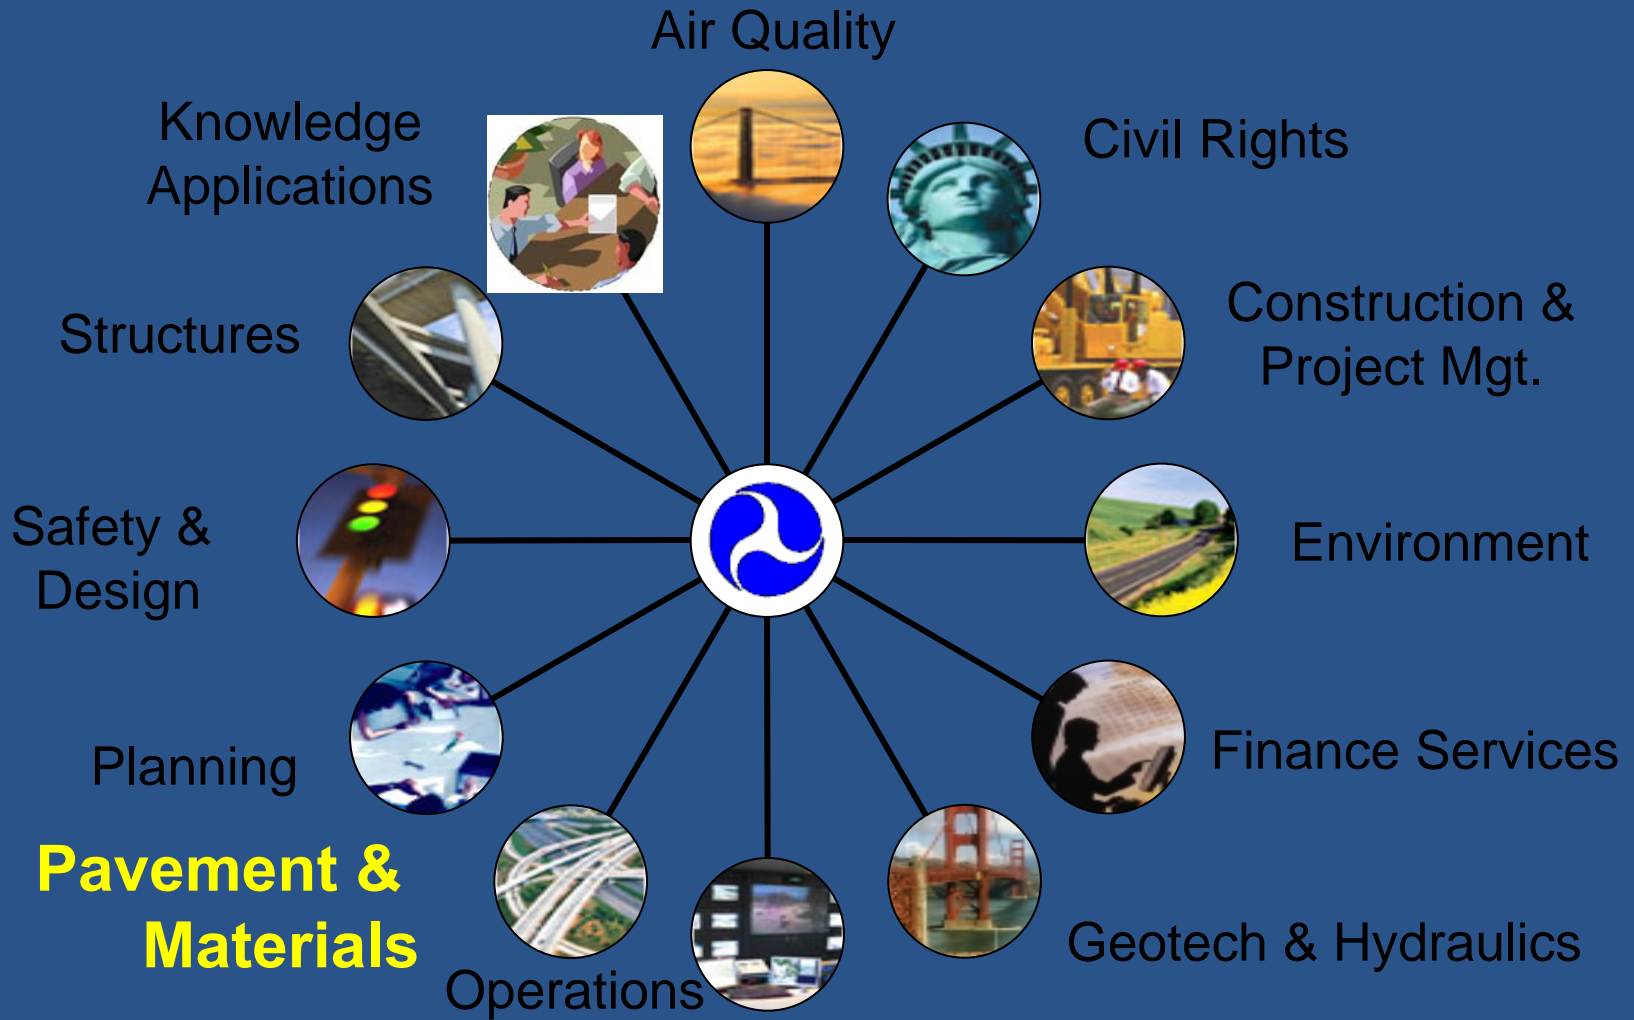 Air Quality
Knowledge
Applications
Civil Rights
Structures
Construction &
Project Mgt.
Safety &
Design
Environment
Planning
Finance Services
Pavement &
Materials
Operations
Geotech & Hydraulics